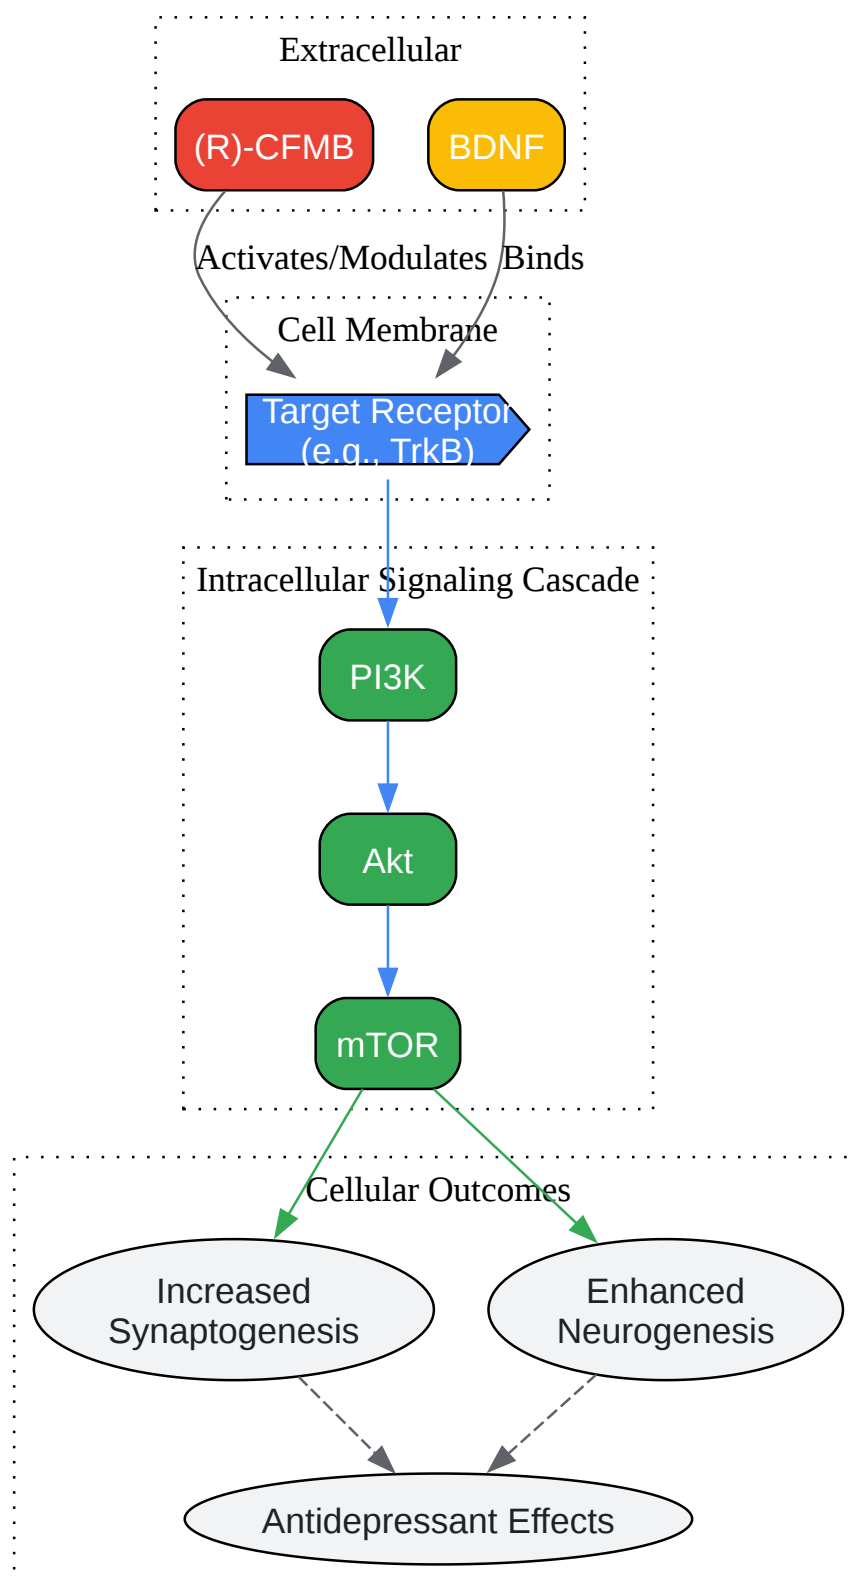 Extracellular
(R)-CFMB
BDNF
Activates/Modulates
Binds
Cell Membrane
Target Receptor
(e.g., TrkB)
Intracellular Signaling Cascade
PI3K
Akt
mTOR
Cellular Outcomes
Increased
Synaptogenesis
Enhanced
Neurogenesis
Antidepressant Effects